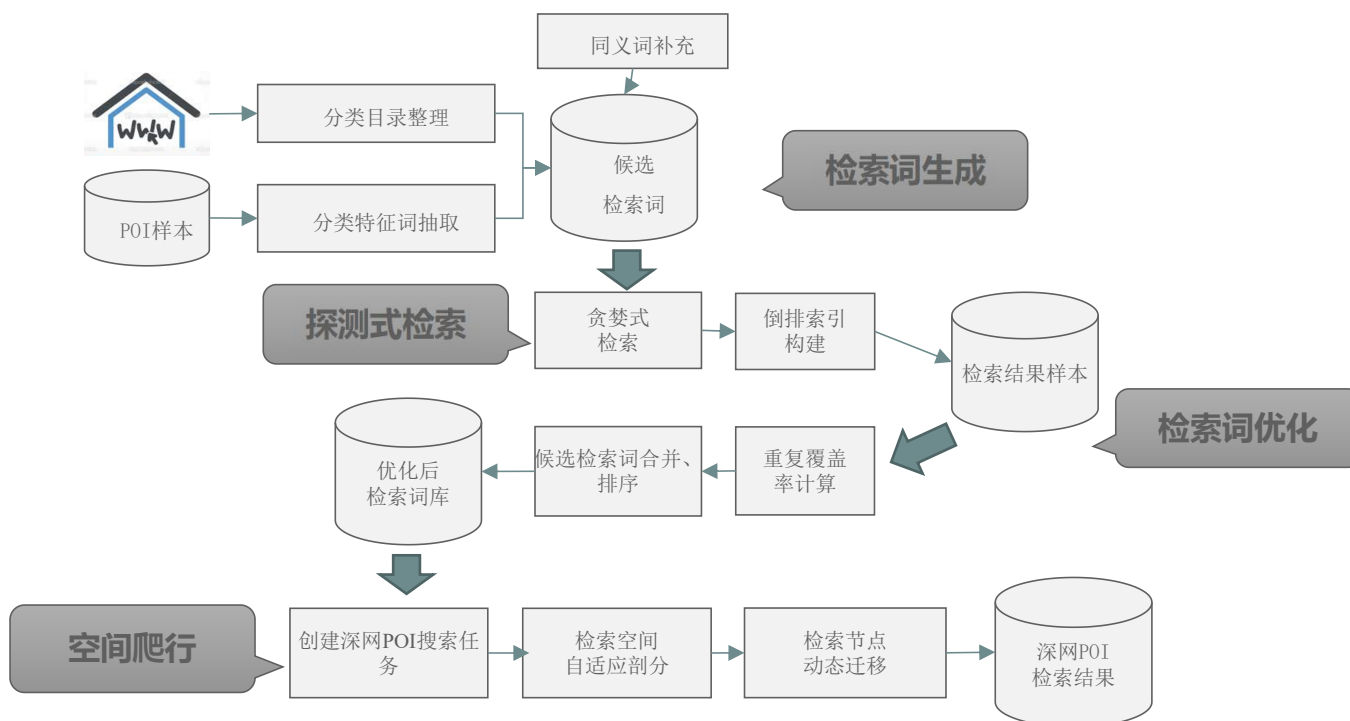 同义词补充
WWW
分类目录整理
候选
检索词
检索词生成
POI样本
分类特征词抽取
探测式检索
贪婪式
检索
倒排索引
构建
检索结果样本
检索词优化
优化后
检索词库
候选检索词合并、
排序
重复覆盖
率计算
空间爬行
创建深网POI搜索任
务
检索空间
自适应剖分
检索节点
动态迁移
深网POI
检索结果